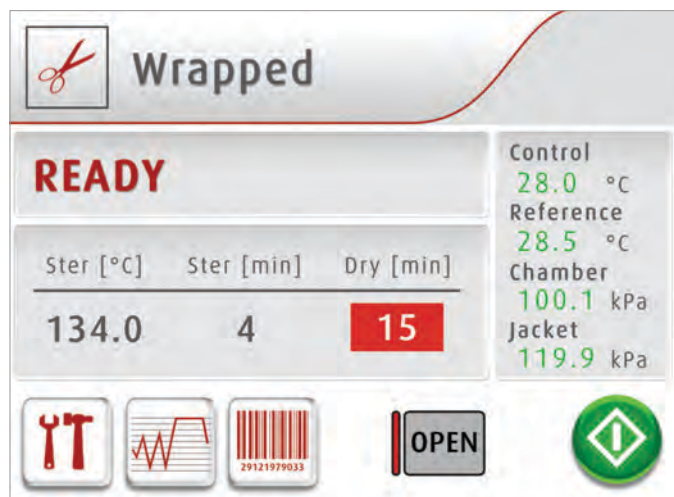 Wrapped
READY
Ster [°C] Ster [min] Dry [min]
134.0 4 15
Control
28.0 °C
Reference
28.5 °C
Chamber
100.1 kPa
Jacket
119.9 kPa
29121979033
OPEN